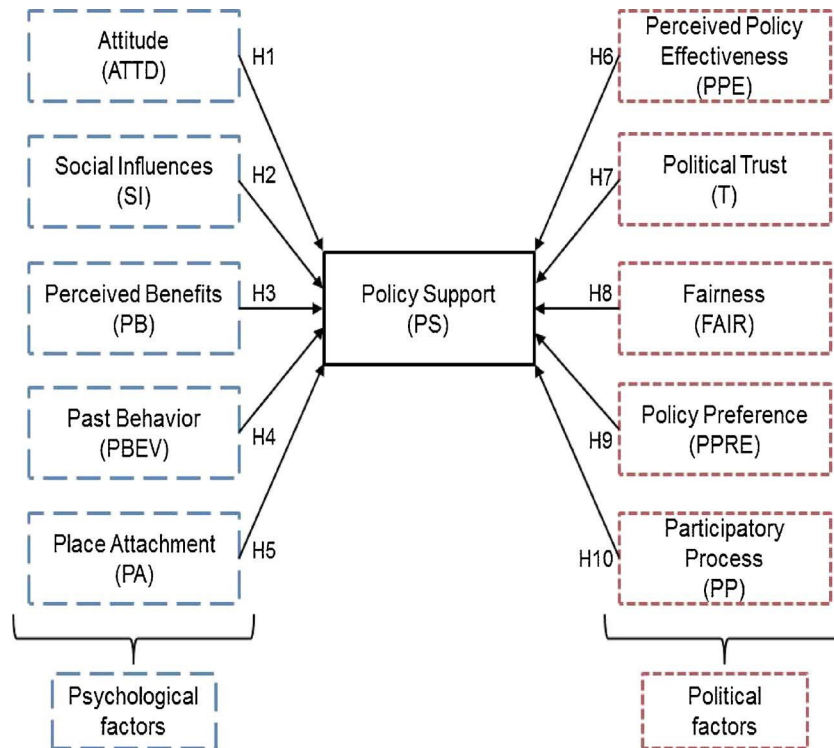 Attitude
(ATTD)
H1
Social Influences
(SI)
H2
Perceived Benefits
(PB)
H3
Past Behavior
(PBEV)
H4
Place Attachment
(PA)
H5
Psychological
factors
Policy Support
(PS)
Perceived Policy
Effectiveness
(PPE)
H6
Political Trust
(T)
H7
Fairness
(FAIR)
H8
Policy Preference
(PPRE)
H9
Participatory
Process
(PP)
H10
Political
factors